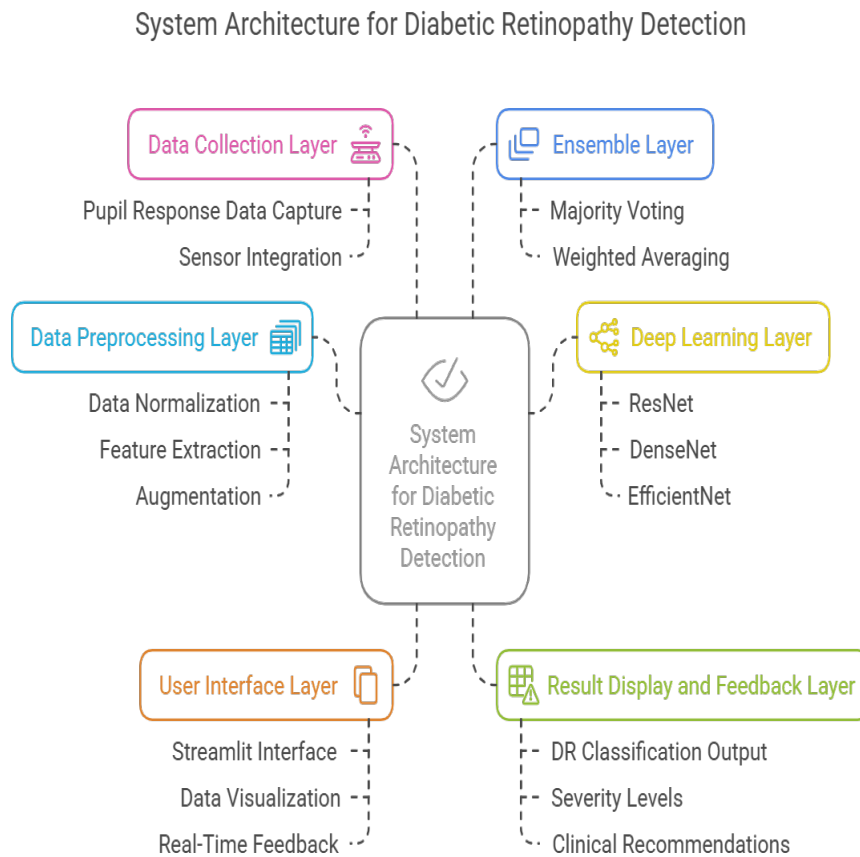 System Architecture for Diabetic Retinopathy Detection
Data Collection Layer
Pupil Response Data Capture
Sensor Integration
Ensemble Layer
Majority Voting
Weighted Averaging
Data Preprocessing Layer
Data Normalization
Feature Extraction
Augmentation
Deep Learning Layer
ResNet
DenseNet
EfficientNet
System
Architecture
for Diabetic
Retinopathy
Detection
User Interface Layer
Streamlit Interface
Data Visualization
Real-Time Feedback
Result Display and Feedback Layer
DR Classification Output
Severity Levels
Clinical Recommendations